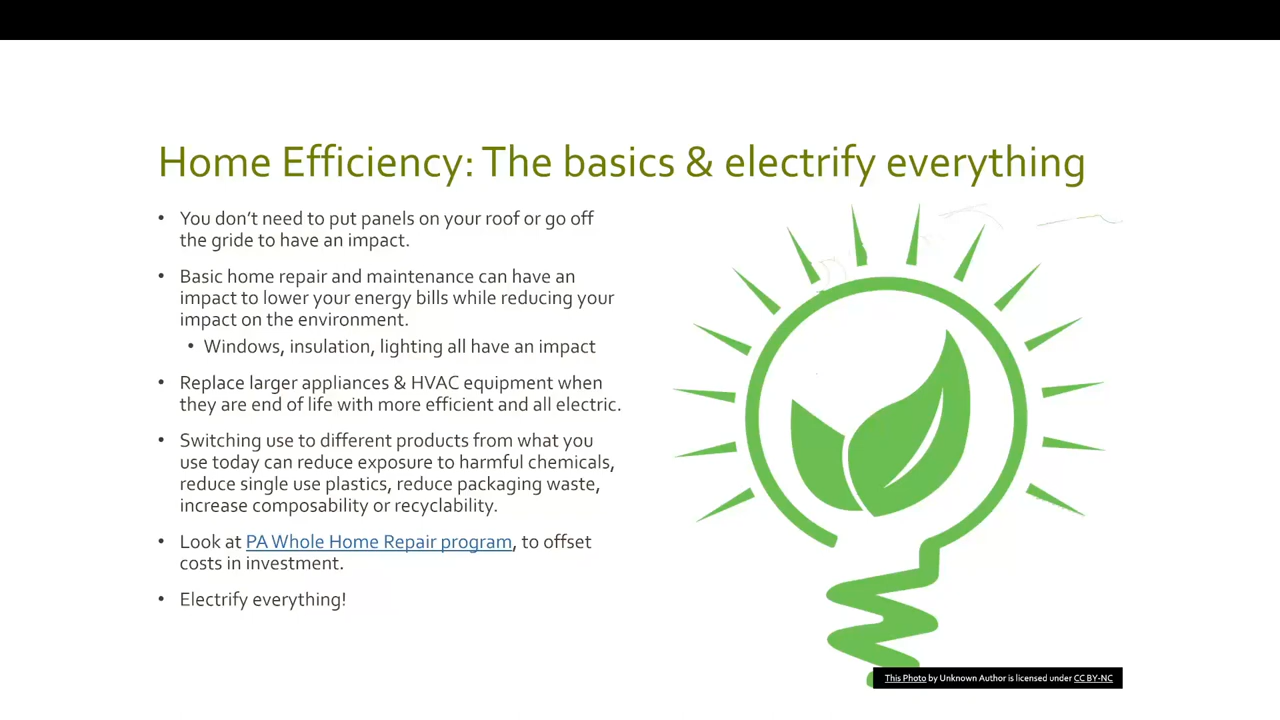 Home Efficiency: The basics & electrify everything
• You don't need to put panels on your roof or go off
the gride to have an impact.
• Basic home repair and maintenance can have an
impact to lower your energy bills while reducing your
impact on the environment.
• Windows, insulation, lighting all have an impact
• Replace larger appliances & HVAC equipment when
they are end of life with more efficient and all electric.
• Switching use to different products from what you
use today can reduce exposure to harmful chemicals,
reduce single use plastics, reduce packaging waste,
increase composability or recyclability.
• Look at PA Whole Home Repair program, to offset
costs in investment.
• Electrify everything!
This Photo by Unknown Author is licensed under CC BY-NC